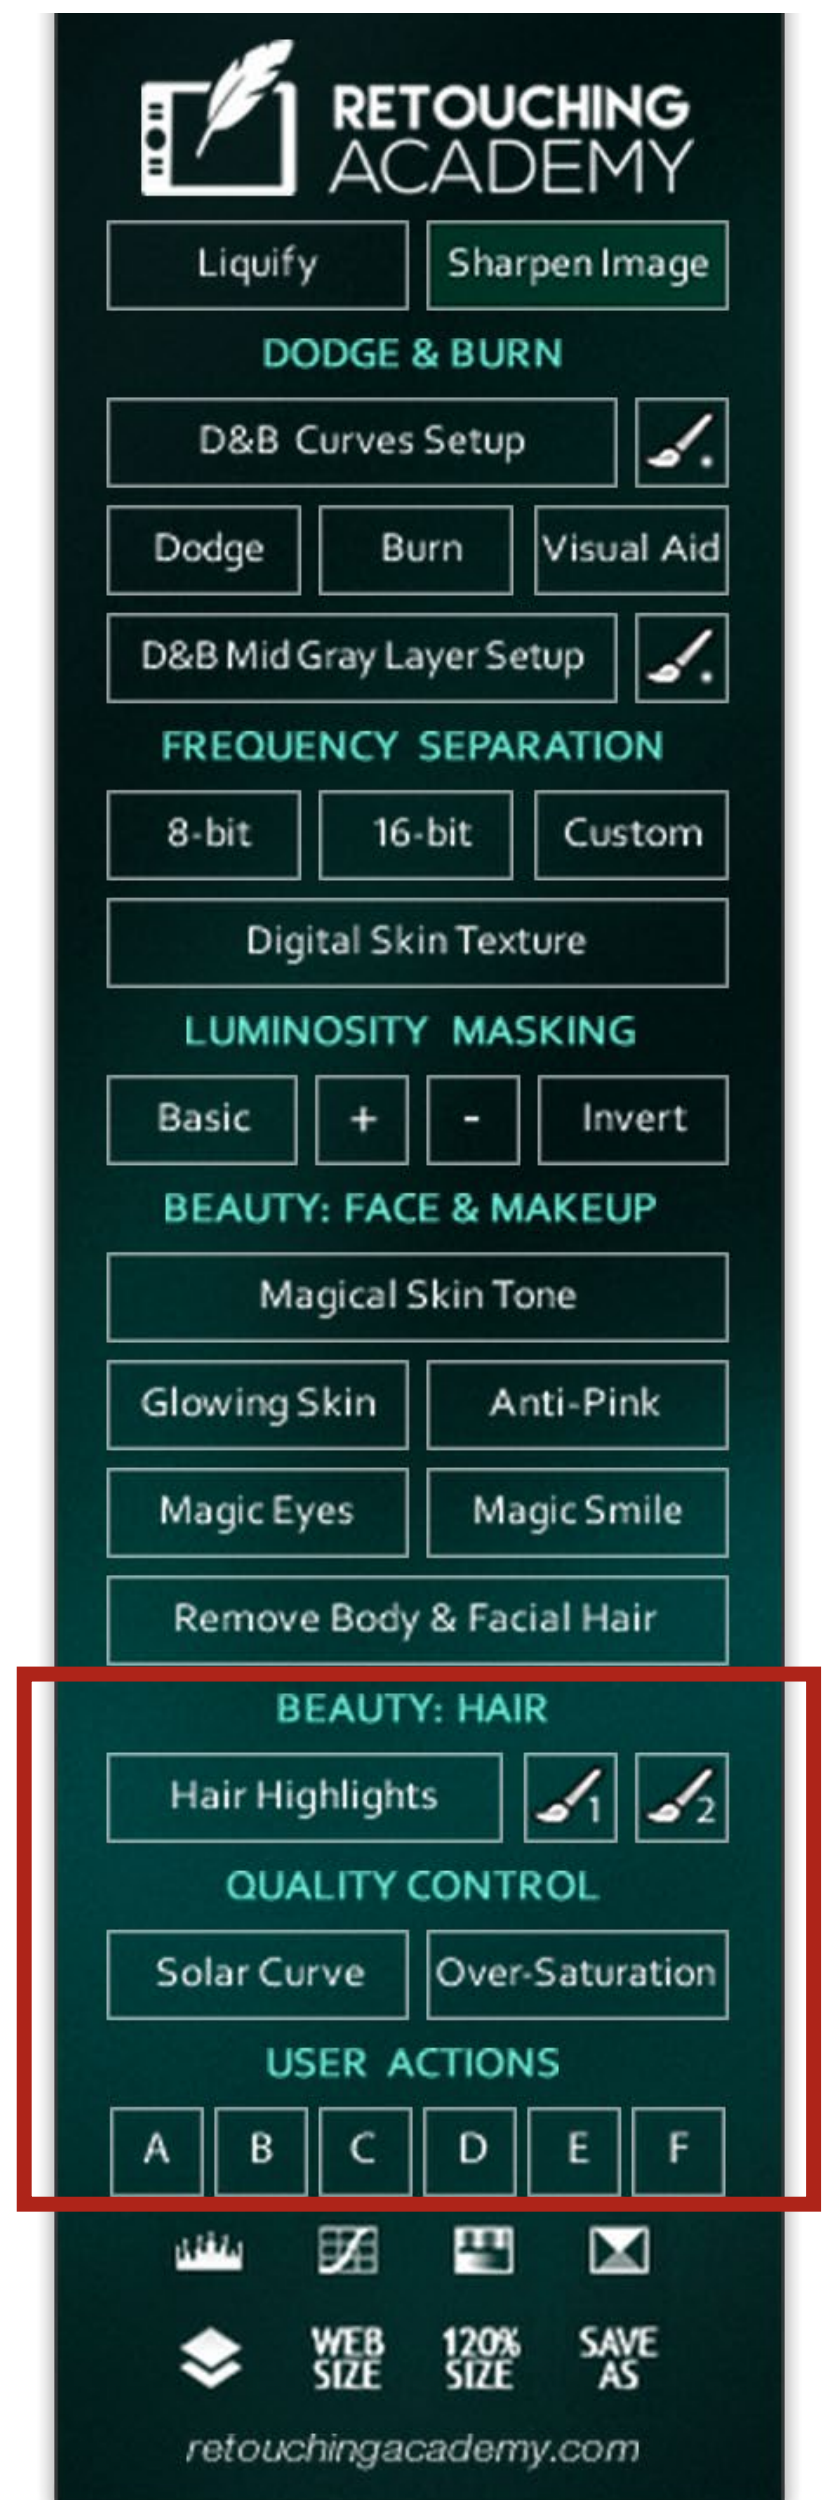 RETOUCHING
ACADEMY
Liquify Sharpen Image
DODGE & BURN
D&B Curves Setup
Dodge Burn Visual Aid
D&B Mid Gray Layer Setup
FREQUENCY SEPARATION
8-bit 16-bit Custom
Digital Skin Texture
LUMINOSITY MASKING
Basic + - Invert
BEAUTY: FACE & MAKEUP
Magical Skin Tone
Glowing Skin Anti-Pink
Magic Eyes Magic Smile
Remove Body & Facial Hair
BEAUTY: HAIR
Hair Highlights 1 2
QUALITY CONTROL
Solar Curve Over-Saturation
USER ACTIONS
A B C D E F
WEB SIZE 120% SIZE SAVE AS
retouchingacademy.com